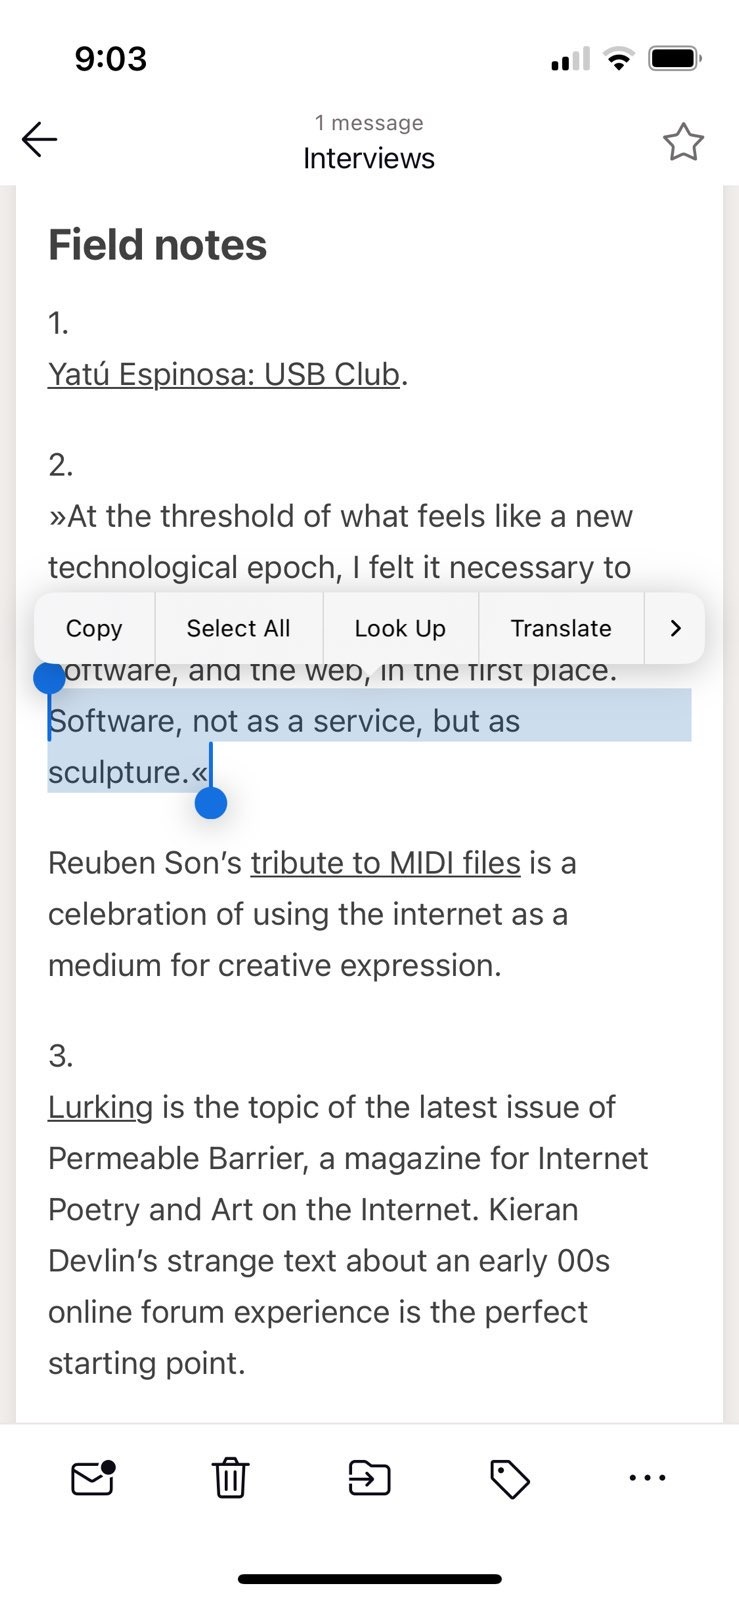 9:03
1 message
Interviews
Field notes
1.
Yatú Espinosa: USB Club.
2.
»At the threshold of what feels like a new
technological epoch, I felt it necessary to
Copy
Select All
Look Up
Translate
software, and the web, in the first place.
Software, not as a service, but as
sculpture.«
Reuben Son’s tribute to MIDI files is a
celebration of using the internet as a
medium for creative expression.
3.
Lurking is the topic of the latest issue of
Permeable Barrier, a magazine for Internet
Poetry and Art on the Internet. Kieran
Devlin’s strange text about an early 00s
online forum experience is the perfect
starting point.